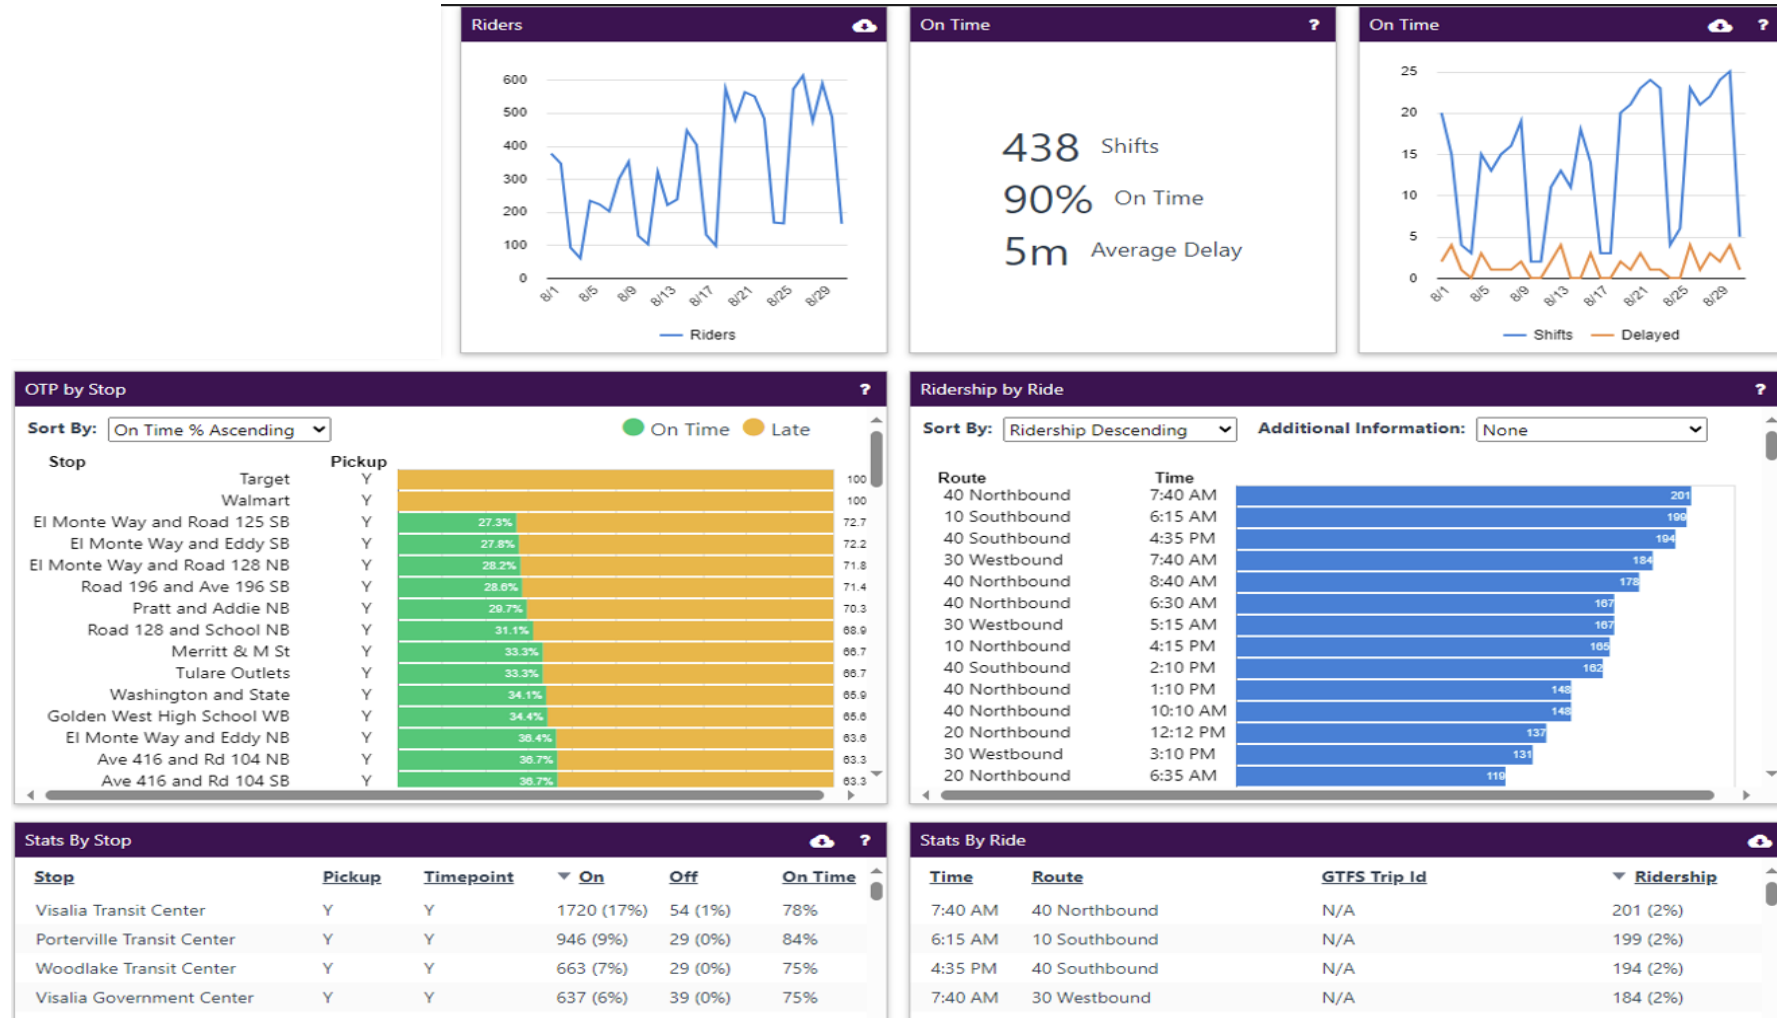 Riders
600
500
400
300
200
100
0
8/1 8/5 8/9 8/13 8/17 8/21 8/25 8/29
Riders
On Time ?
438 Shifts
90% On Time
5m Average Delay
On Time ?
25
20
15
10
5
0
8/1 8/5 8/9 8/13 8/17 8/21 8/25 8/29
Shifts Delayed
OTP by Stop ?
Sort By: On Time % Ascending On Time Late
Stop Pickup
Target Y 100
Walmart Y 100
El Monte Way and Road 125 SB Y 27.3% 72.7
El Monte Way and Eddy SB Y 27.8% 72.2
El Monte Way and Road 128 NB Y 28.2% 71.8
Road 196 and Ave 196 SB Y 28.6% 71.4
Pratt and Addie NB Y 29.7% 70.3
Road 128 and School NB Y 31.1% 68.9
Merritt & M St Y 33.3% 66.7
Tulare Outlets Y 33.3% 66.7
Washington and State Y 34.1% 65.9
Golden West High School WB Y 34.4% 65.6
El Monte Way and Eddy NB Y 36.4% 63.6
Ave 416 and Rd 104 NB Y 36.7% 63.3
Ave 416 and Rd 104 SB Y 36.7% 63.3
Ridership by Ride ?
Sort By: Ridership Descending Additional Information: None
Route Time
40 Northbound 7:40 AM 201
10 Southbound 6:15 AM 199
40 Southbound 4:35 PM 194
30 Westbound 7:40 AM 184
40 Northbound 8:40 AM 178
40 Northbound 6:30 AM 167
30 Westbound 5:15 AM 167
10 Northbound 4:15 PM 165
40 Southbound 2:10 PM 162
40 Northbound 1:10 PM 148
40 Northbound 10:10 AM 148
20 Northbound 12:12 PM 137
30 Westbound 3:10 PM 131
20 Northbound 6:35 AM 119
Stats By Stop ?
Stop Pickup Timepoint On Off On Time
Visalia Transit Center Y Y 1720 (17%) 54 (1%) 78%
Porterville Transit Center Y Y 946 (9%) 29 (0%) 84%
Woodlake Transit Center Y Y 663 (7%) 29 (0%) 75%
Visalia Government Center Y Y 637 (6%) 39 (0%) 75%
Stats By Ride
Time Route GTFS Trip Id Ridership
7:40 AM 40 Northbound N/A 201 (2%)
6:15 AM 10 Southbound N/A 199 (2%)
4:35 PM 40 Southbound N/A 194 (2%)
7:40 AM 30 Westbound N/A 184 (2%)